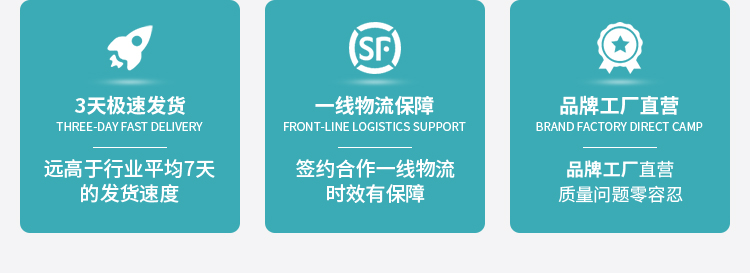 3天极速发货
THREE-DAY FAST DELIVERY
远高于行业平均7天
的发货速度
SF
一线物流保障
FRONT-LINE LOGISTICS SUPPORT
签约合作一线物流
时效有保障
品牌工厂直营
BRAND FACTORY DIRECT CAMP
品牌工厂直营
质量问题零容忍